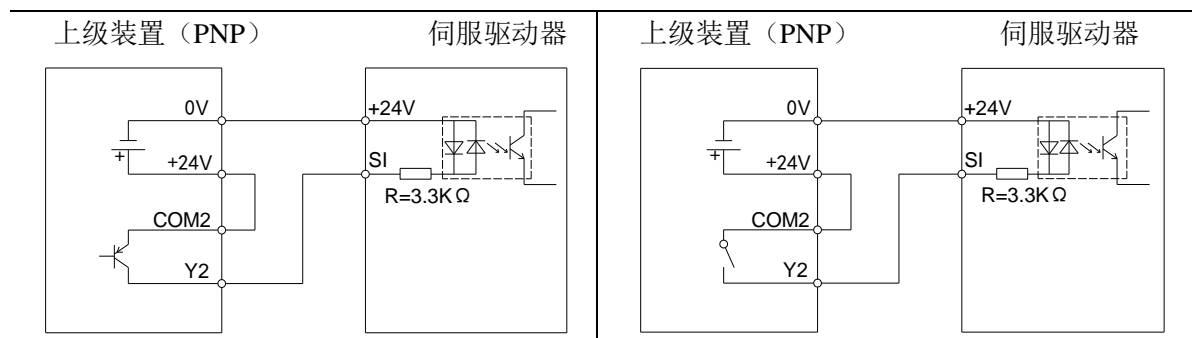 上级装置（PNP）
伺服驱动器
0V
+24V
+
+24V
SI
R=3.3KΩ
COM2
Y2
上级装置（PNP）
伺服驱动器
0V
+24V
+
+24V
SI
R=3.3KΩ
COM2
Y2